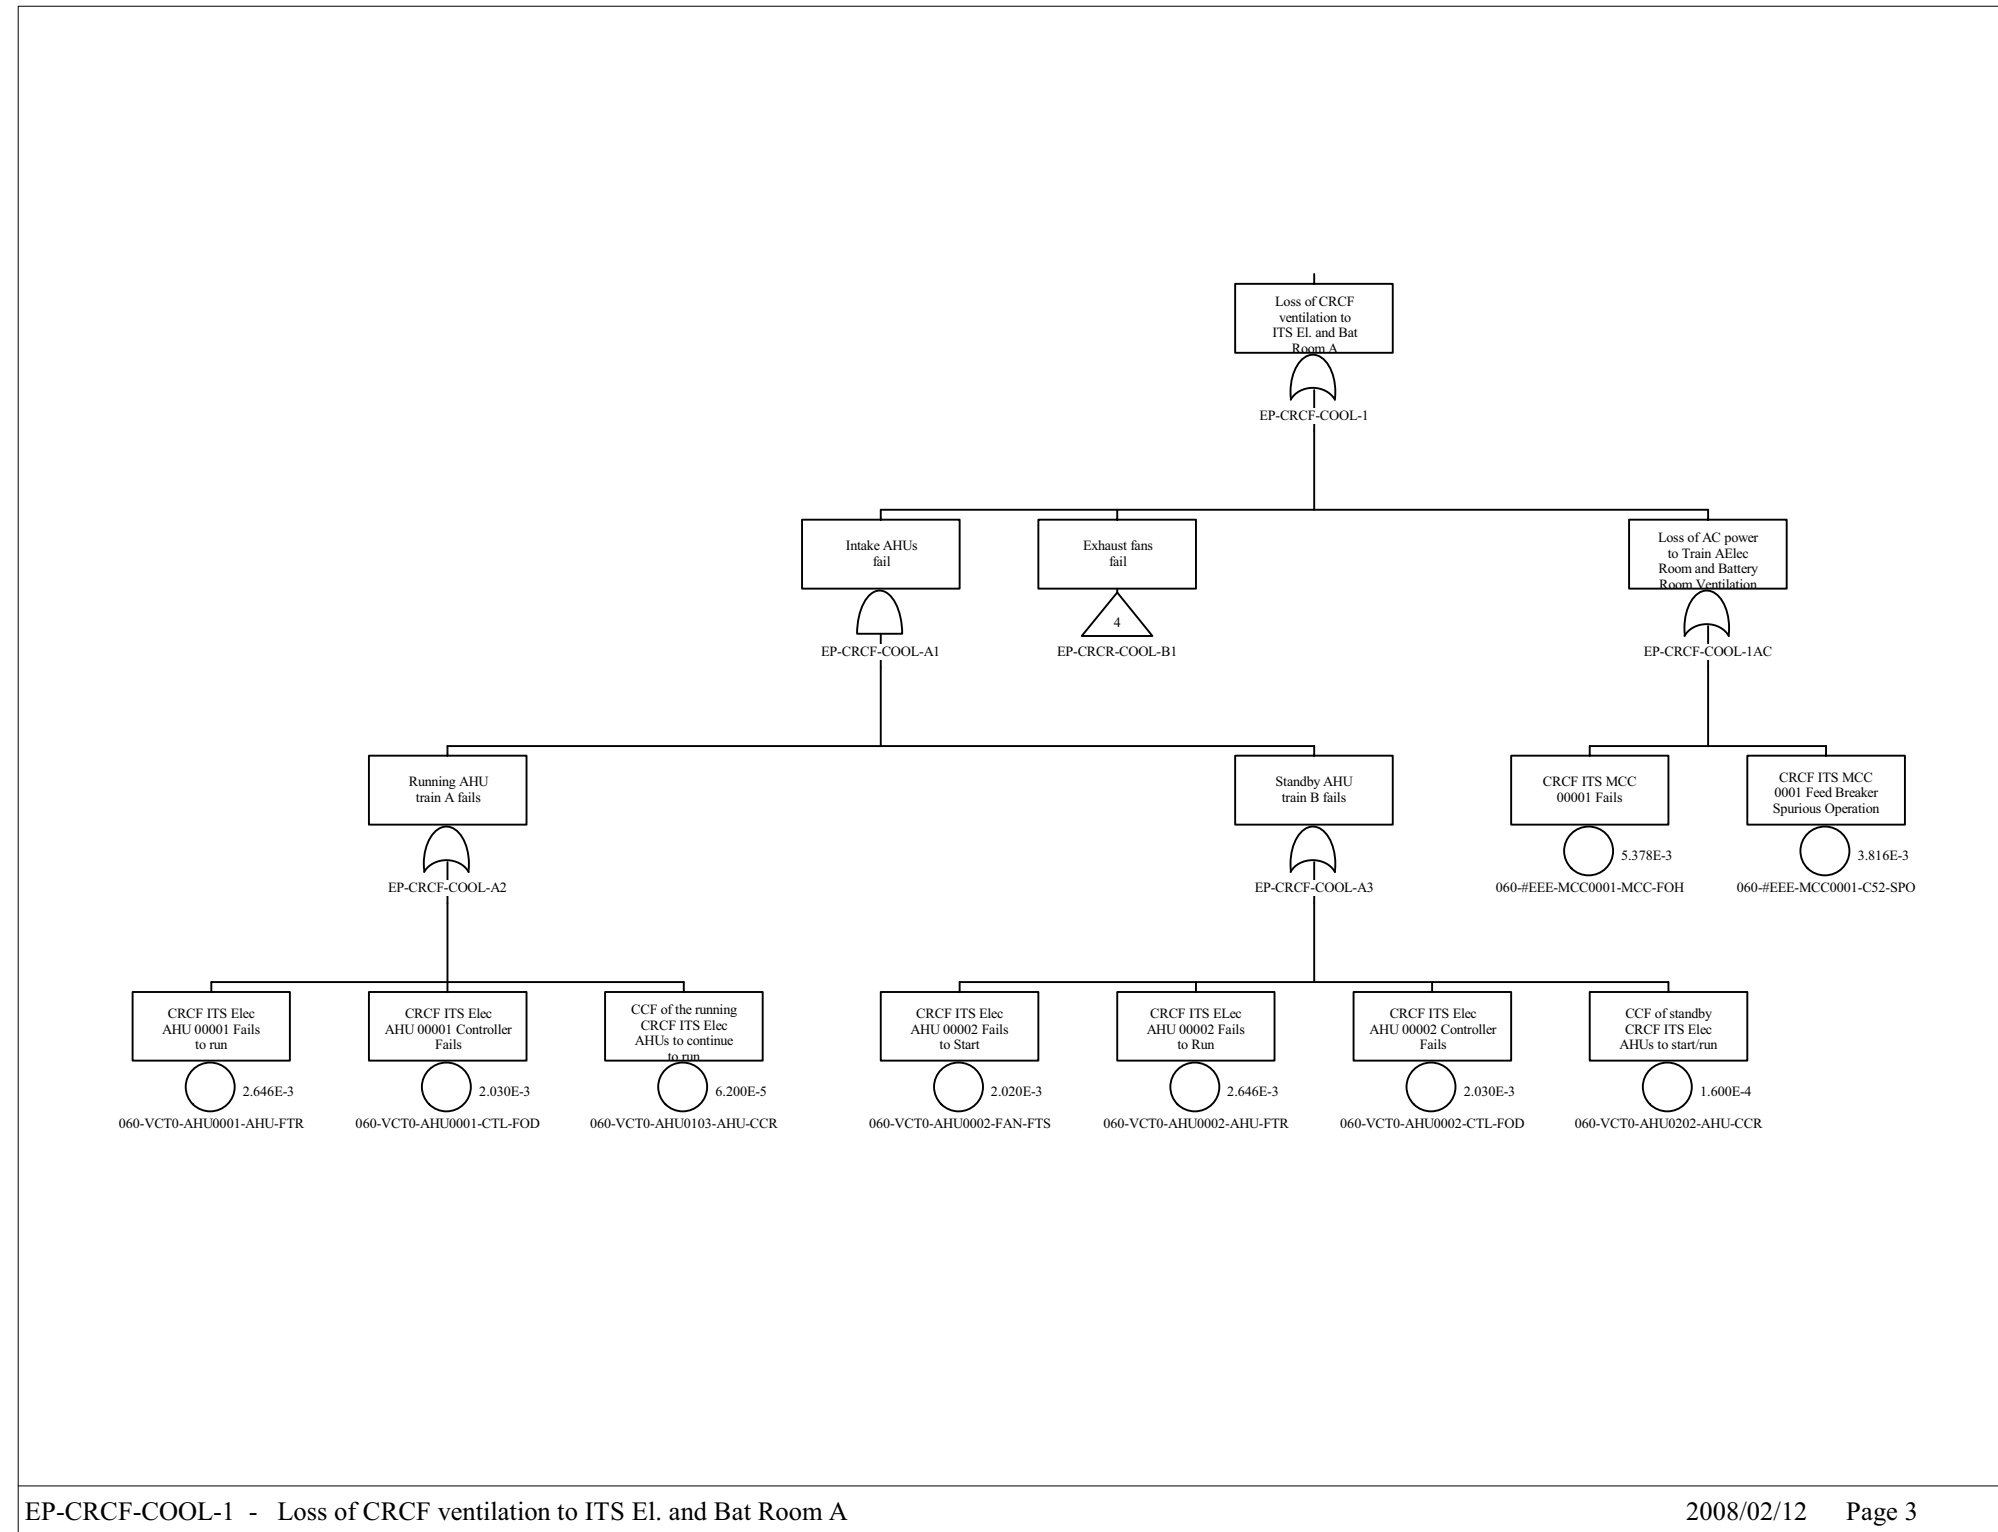 Loss of CRCF
ventilation to
ITS El. and Bat
Room A
EP-CRCF-COOL-1
Intake AHUs
fail
EP-CRCF-COOL-A1
Exhaust fans
fail
4
EP-CRCR-COOL-B1
Loss of AC power
to Train AElec
Room and Battery
Room Ventilation
EP-CRCF-COOL-1AC
Running AHU
train A fails
EP-CRCF-COOL-A2
Standby AHU
train B fails
EP-CRCF-COOL-A3
CRCF ITS MCC
00001 Fails
5.378E-3
060-#EEE-MCC0001-MCC-FOH
CRCF ITS MCC
0001 Feed Breaker
Spurious Operation
3.816E-3
060-#EEE-MCC0001-C52-SPO
CRCF ITS Elec
AHU 00001 Fails
to run
2.646E-3
060-VCT0-AHU0001-AHU-FTR
CRCF ITS Elec
AHU 00001 Controller
Fails
2.030E-3
060-VCT0-AHU0001-CTL-FOD
CCF of the running
CRCF ITS Elec
AHUs to continue
to run
6.200E-5
060-VCT0-AHU0103-AHU-CCR
CRCF ITS Elec
AHU 00002 Fails
to Start
2.020E-3
060-VCT0-AHU0002-FAN-FTS
CRCF ITS ELec
AHU 00002 Fails
to Run
2.646E-3
060-VCT0-AHU0002-AHU-FTR
CRCF ITS Elec
AHU 00002 Controller
Fails
2.030E-3
060-VCT0-AHU0002-CTL-FOD
CCF of standby
CRCF ITS Elec
AHUs to start/run
1.600E-4
060-VCT0-AHU0202-AHU-CCR
EP-CRCF-COOL-1 - Loss of CRCF ventilation to ITS El. and Bat Room A
2008/02/12 Page 3